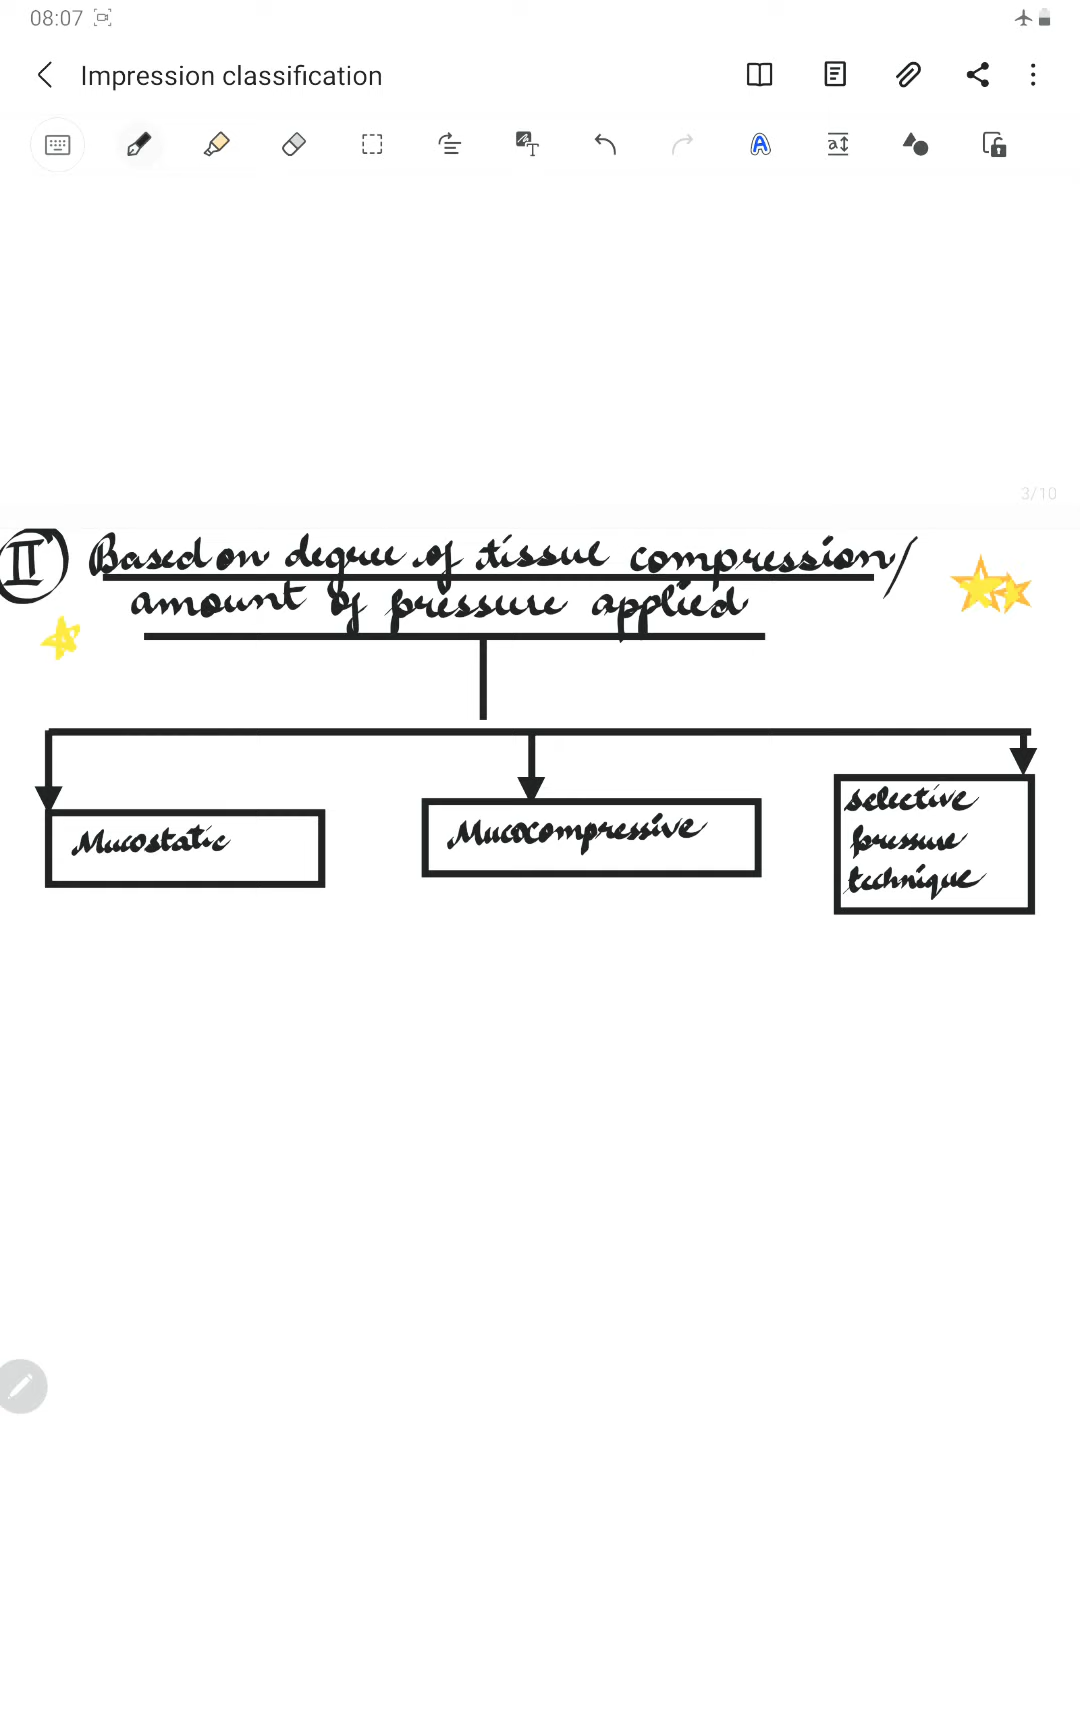 08:07
Impression classification
3/10
II Based on degree of tissue compression/
amount of pressure applied
Mucostatic
Mucocompressive
selective
pressure
technique